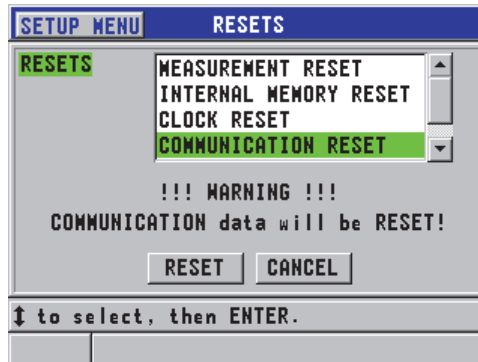 SETUP MENU RESETS
RESETS
MEASUREMENT RESET
INTERNAL MEMORY RESET
CLOCK RESET
COMMUNICATION RESET
!!! WARNING !!!
COMMUNICATION data will be RESET!
RESET CANCEL
↕ to select, then ENTER.